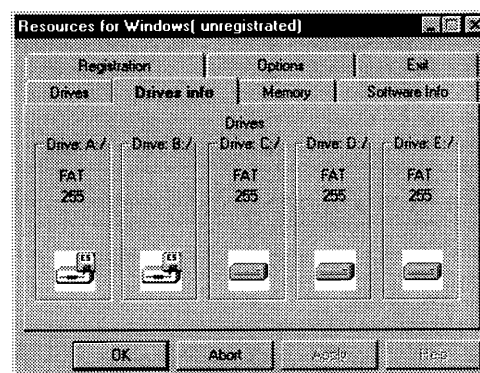 Resources for Windows( unregistrated)
Registration Options Exit
Drives Drives info Memory Software Info
Drives
Drive: A:/ Drive: B:/ Drive: C:/ Drive: D:/ Drive: E:/
FAT FAT FAT FAT
255 255 255 255
OK Abort Apply Help